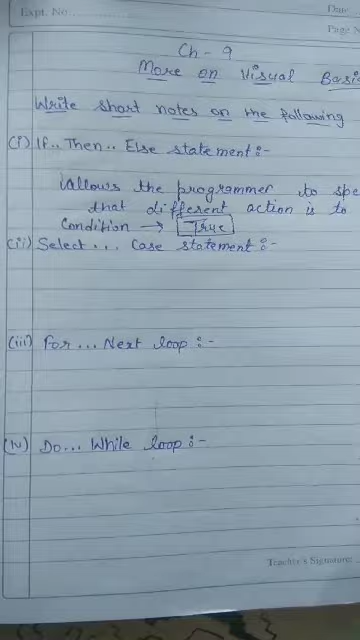 Expt. No.
Date
Page N
Ch - 9
More on Visual Basi
Write short notes on the following
(i) If.. Then.. Else statement :-
allows the programmer to spe
that different action is to
Condition → True
(ii) Select... Case statement :-
(iii) For... Next loop :-
(iv) Do... While loop :-
Teacher's Signature: